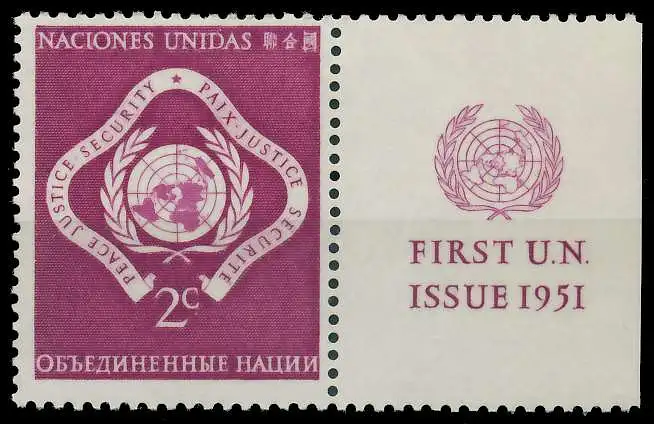 NACIONES UNIDAS 聯合國
PEACE JUSTICE SECURITY ★ PAIX·JUSTICE SECURITE
2c
ОБЪЕДИНЕННЫЕ НАЦИИ
FIRST U.N.
ISSUE 1951